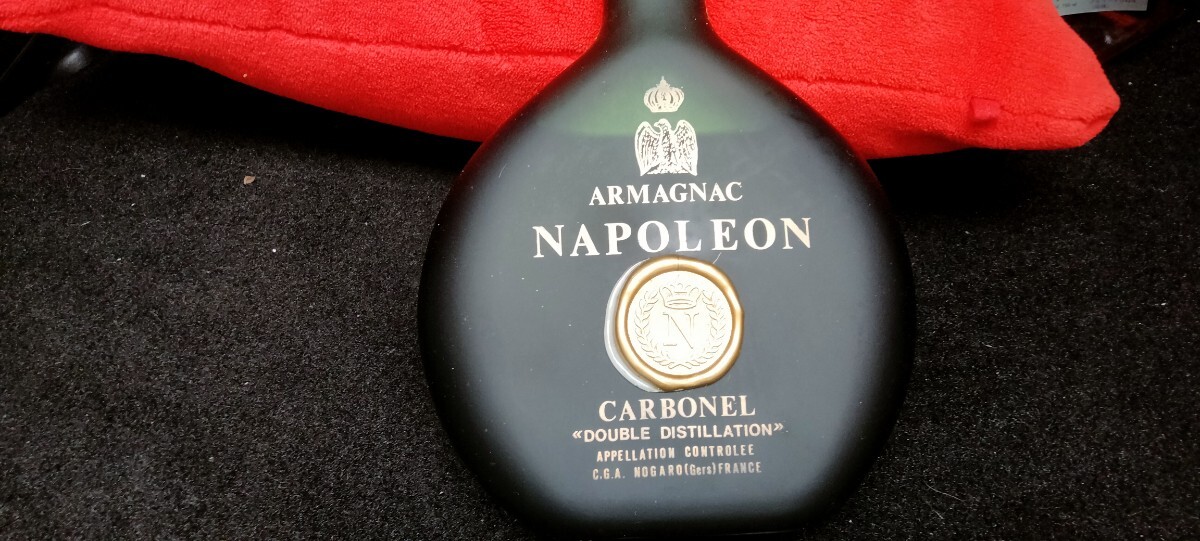 ARMAGNAC
NAPOLEON
N
CARBONEL
«DOUBLE DISTILLATION»
APPELLATION CONTROLEE
C.G.A. NOGARO (Gers) FRANCE